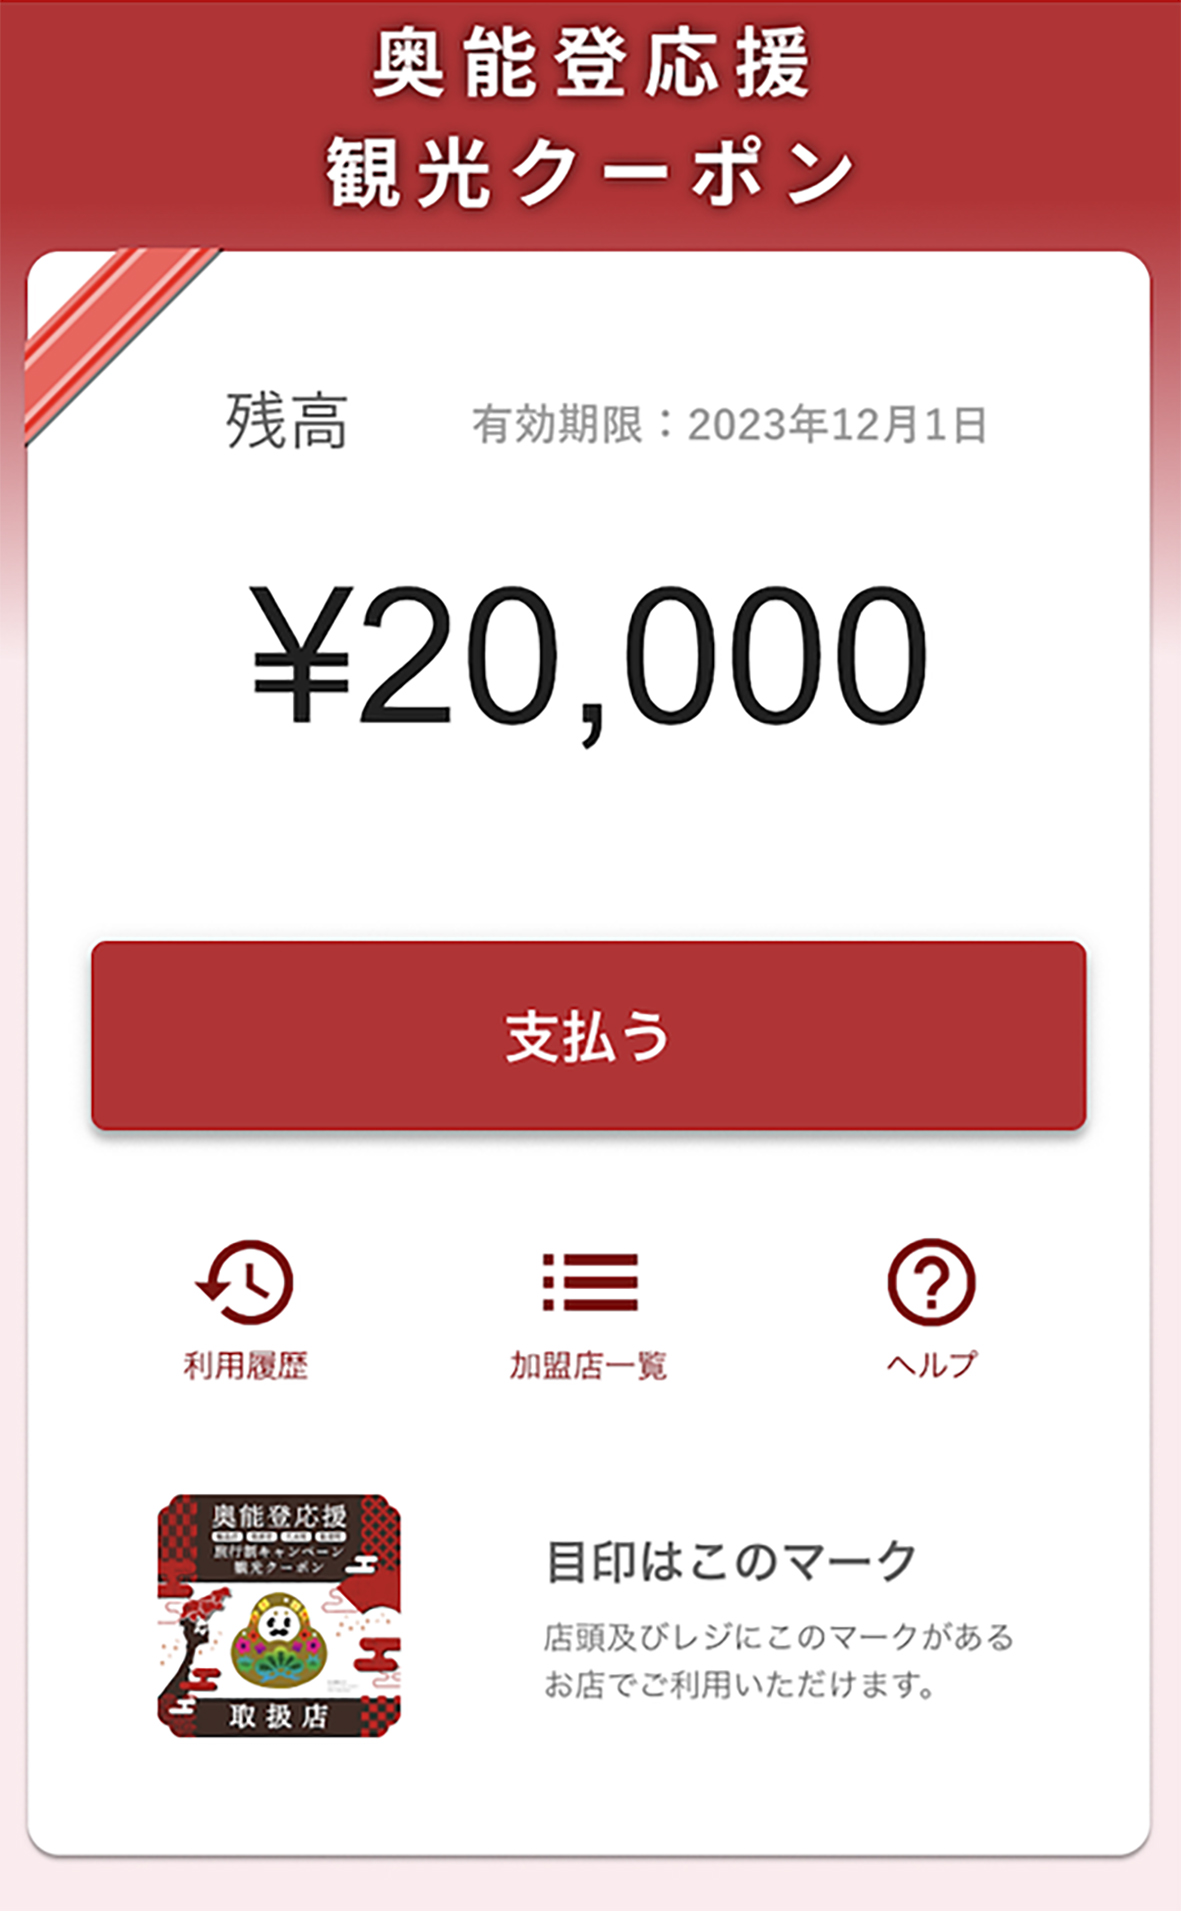 奥能登応援
観光クーポン
残高
有効期限：2023年12月1日
¥20,000
支払う
利用履歴
加盟店一覧
ヘルプ
奥能登応援
旅行割キャンペーン
観光クーポン
取扱店
目印はこのマーク
店頭及びレジにこのマークがある
お店でご利用いただけます。